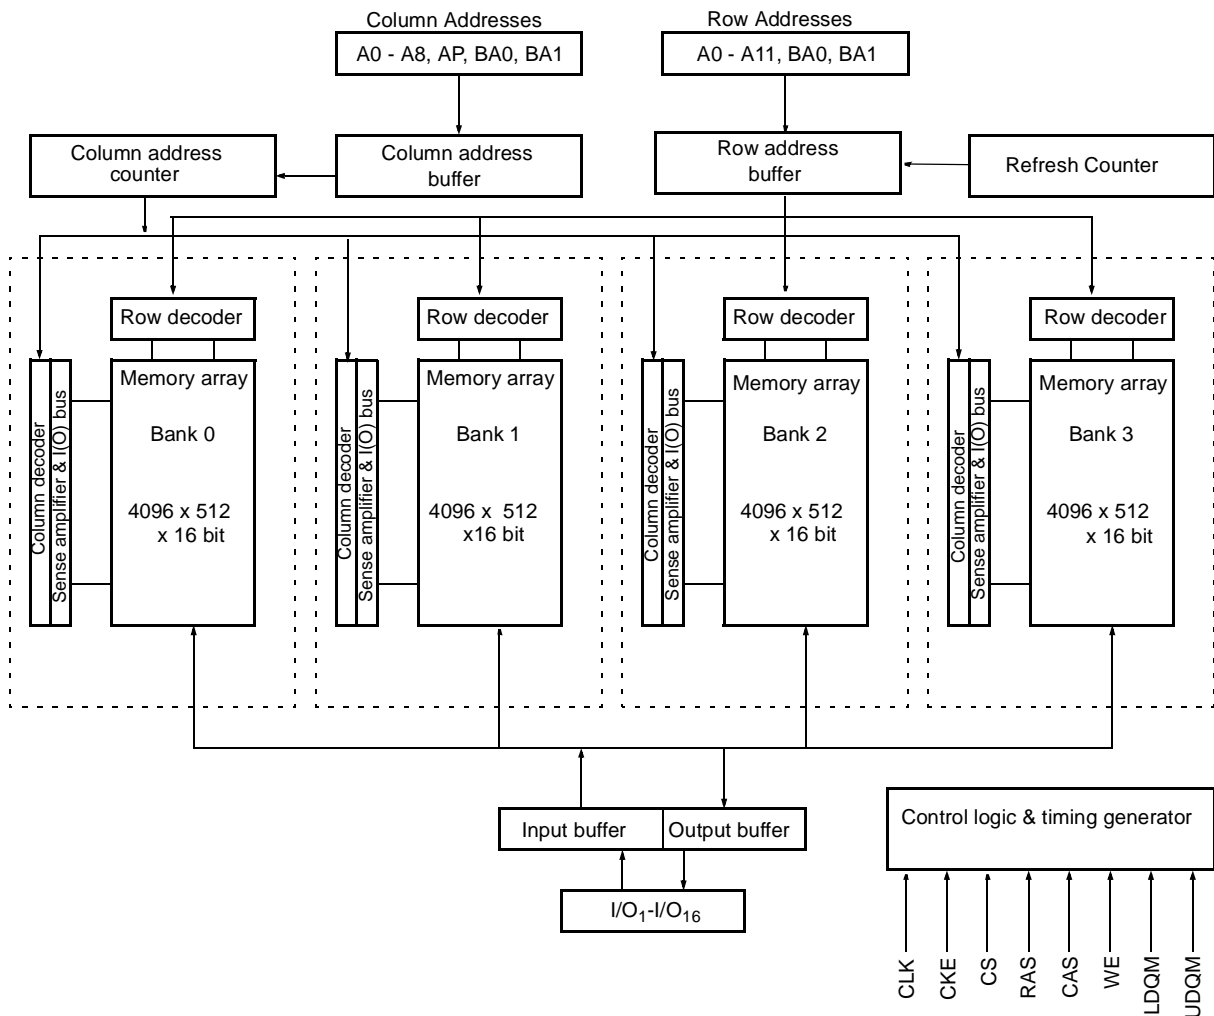 Column Addresses
Row Addresses
A0 - A8, AP, BA0, BA1
A0 - A11, BA0, BA1
Column address
counter
Column address
buffer
Row address
buffer
Refresh Counter
Row decoder
Row decoder
Row decoder
Row decoder
Column decoder
Sense amplifier & I(O) bus
Memory array
Bank 0
4096 x 512
x 16 bit
Column decoder
Sense amplifier & I(O) bus
Memory array
Bank 1
4096 x 512
x16 bit
Column decoder
Sense amplifier & I(O) bus
Memory array
Bank 2
4096 x 512
x 16 bit
Column decoder
Sense amplifier & I(O) bus
Memory array
Bank 3
4096 x 512
x 16 bit
Input buffer
Output buffer
I/O1-I/O16
Control logic & timing generator
CLK
CKE
CS
RAS
CAS
WE
LDQM
UDQM